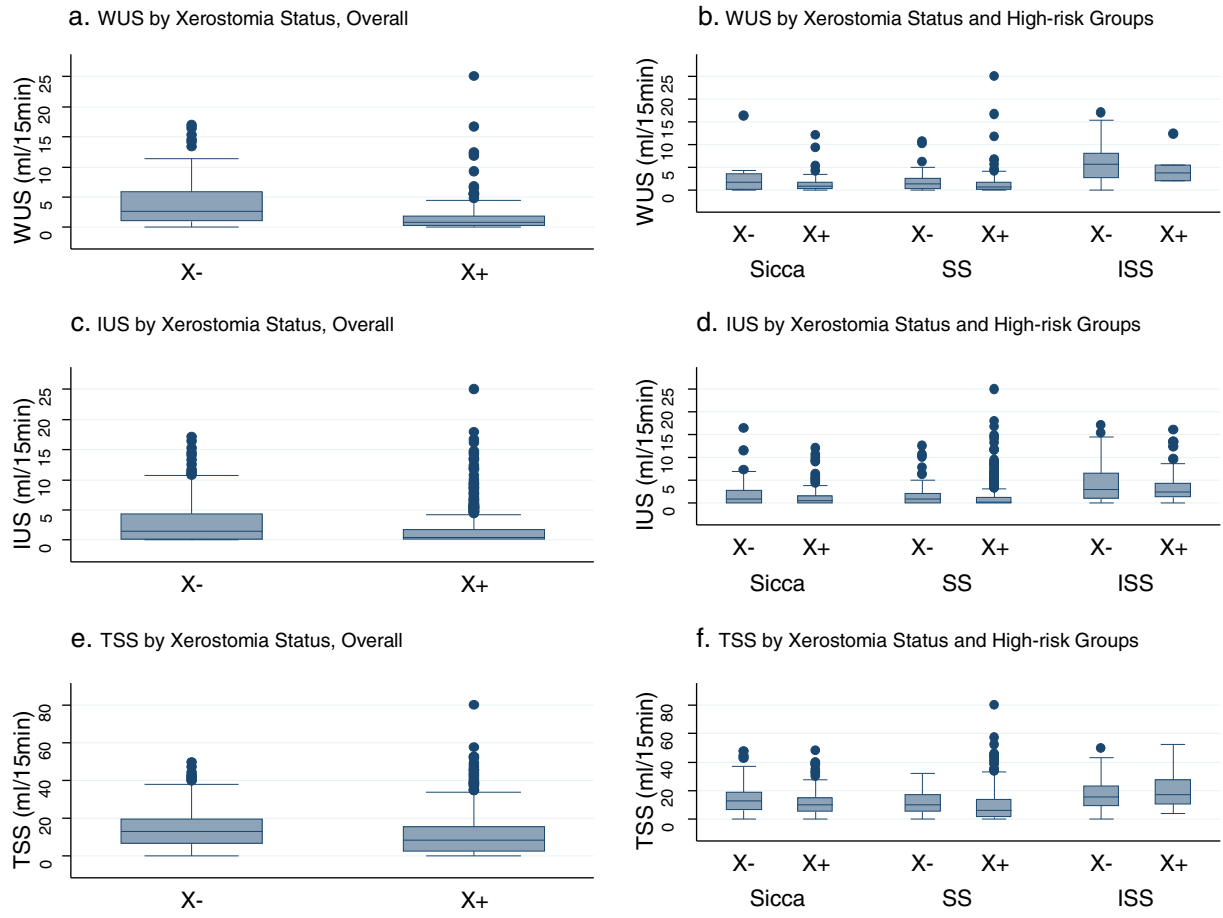 a. WUS by Xerostomia Status, Overall
WUS (ml/15min)
25
20
15
10
5
0
X- X+
b. WUS by Xerostomia Status and High-risk Groups
WUS (ml/15min)
25
20
15
10
5
0
X- X+ X- X+ X- X+
Sicca SS ISS
c. IUS by Xerostomia Status, Overall
IUS (ml/15min)
25
20
15
10
5
0
X- X+
d. IUS by Xerostomia Status and High-risk Groups
IUS (ml/15min)
25
20
15
10
5
0
X- X+ X- X+ X- X+
Sicca SS ISS
e. TSS by Xerostomia Status, Overall
TSS (ml/15min)
80
60
40
20
0
X- X+
f. TSS by Xerostomia Status and High-risk Groups
TSS (ml/15min)
80
60
40
20
0
X- X+ X- X+ X- X+
Sicca SS ISS